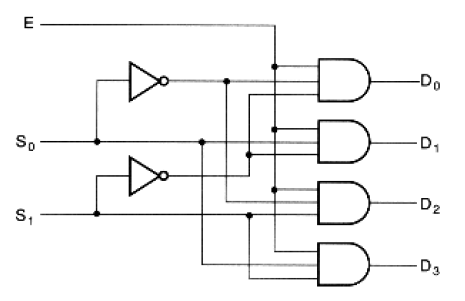 E
D₀
S₀
D₁
D₂
S₁
D₃